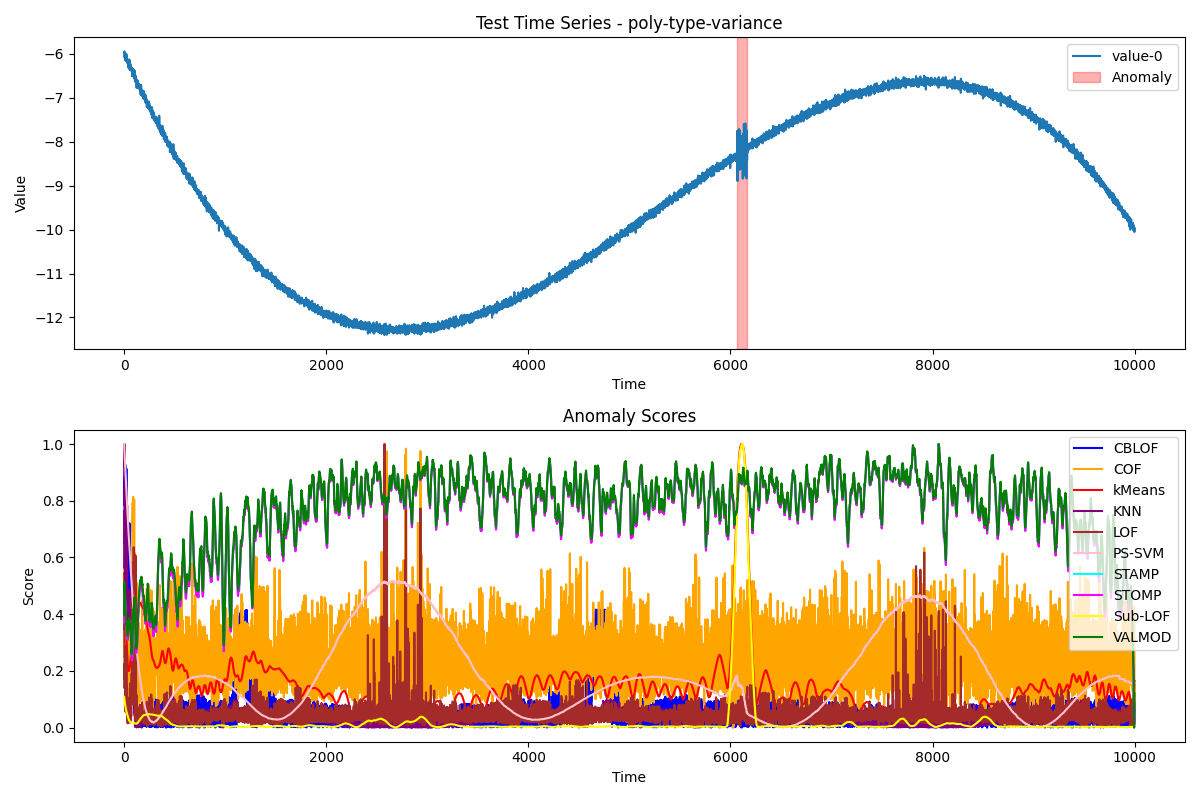 Test Time Series - poly-type-variance
Value
−6
−7
−8
−9
−10
−11
−12
0
2000
4000
6000
8000
10000
Time
value-0
Anomaly
Anomaly Scores
Score
1.0
0.8
0.6
0.4
0.2
0.0
0
2000
4000
6000
8000
10000
Time
CBLOF
COF
kMeans
KNN
LOF
PS-SVM
STAMP
STOMP
Sub-LOF
VALMOD